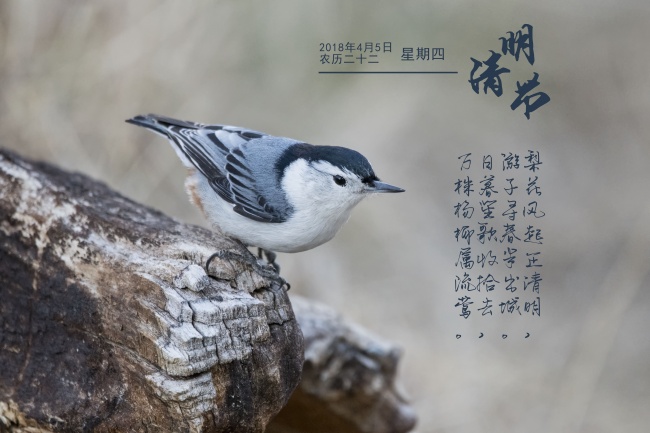 2018年4月5日
农历二十二
星期四
清明节
梨花风起正清明，
游子寻春半出城。
日暮笙歌收拾去，
万株杨柳属流莺。